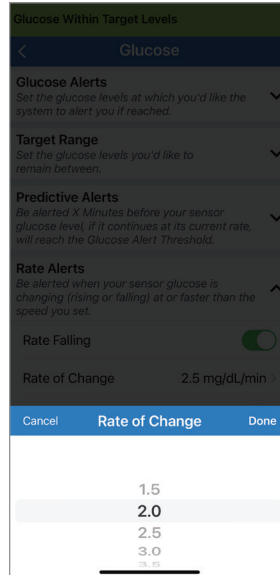 Glucose Within Target Levels
Glucose
Glucose Alerts
Set the glucose levels at which you'd like the
system to alert you if reached.
Target Range
Set the glucose levels you'd like to
remain between.
Predictive Alerts
Be alerted X Minutes before your sensor
glucose level, if it continues at its current rate,
will reach the Glucose Alert Threshold.
Rate Alerts
Be alerted when your sensor glucose is
changing (rising or falling) at or faster than the
speed you set.
Rate Falling
Rate of Change 2.5 mg/dL/min
Cancel Rate of Change Done
1.5
2.0
2.5
3.0
3.5